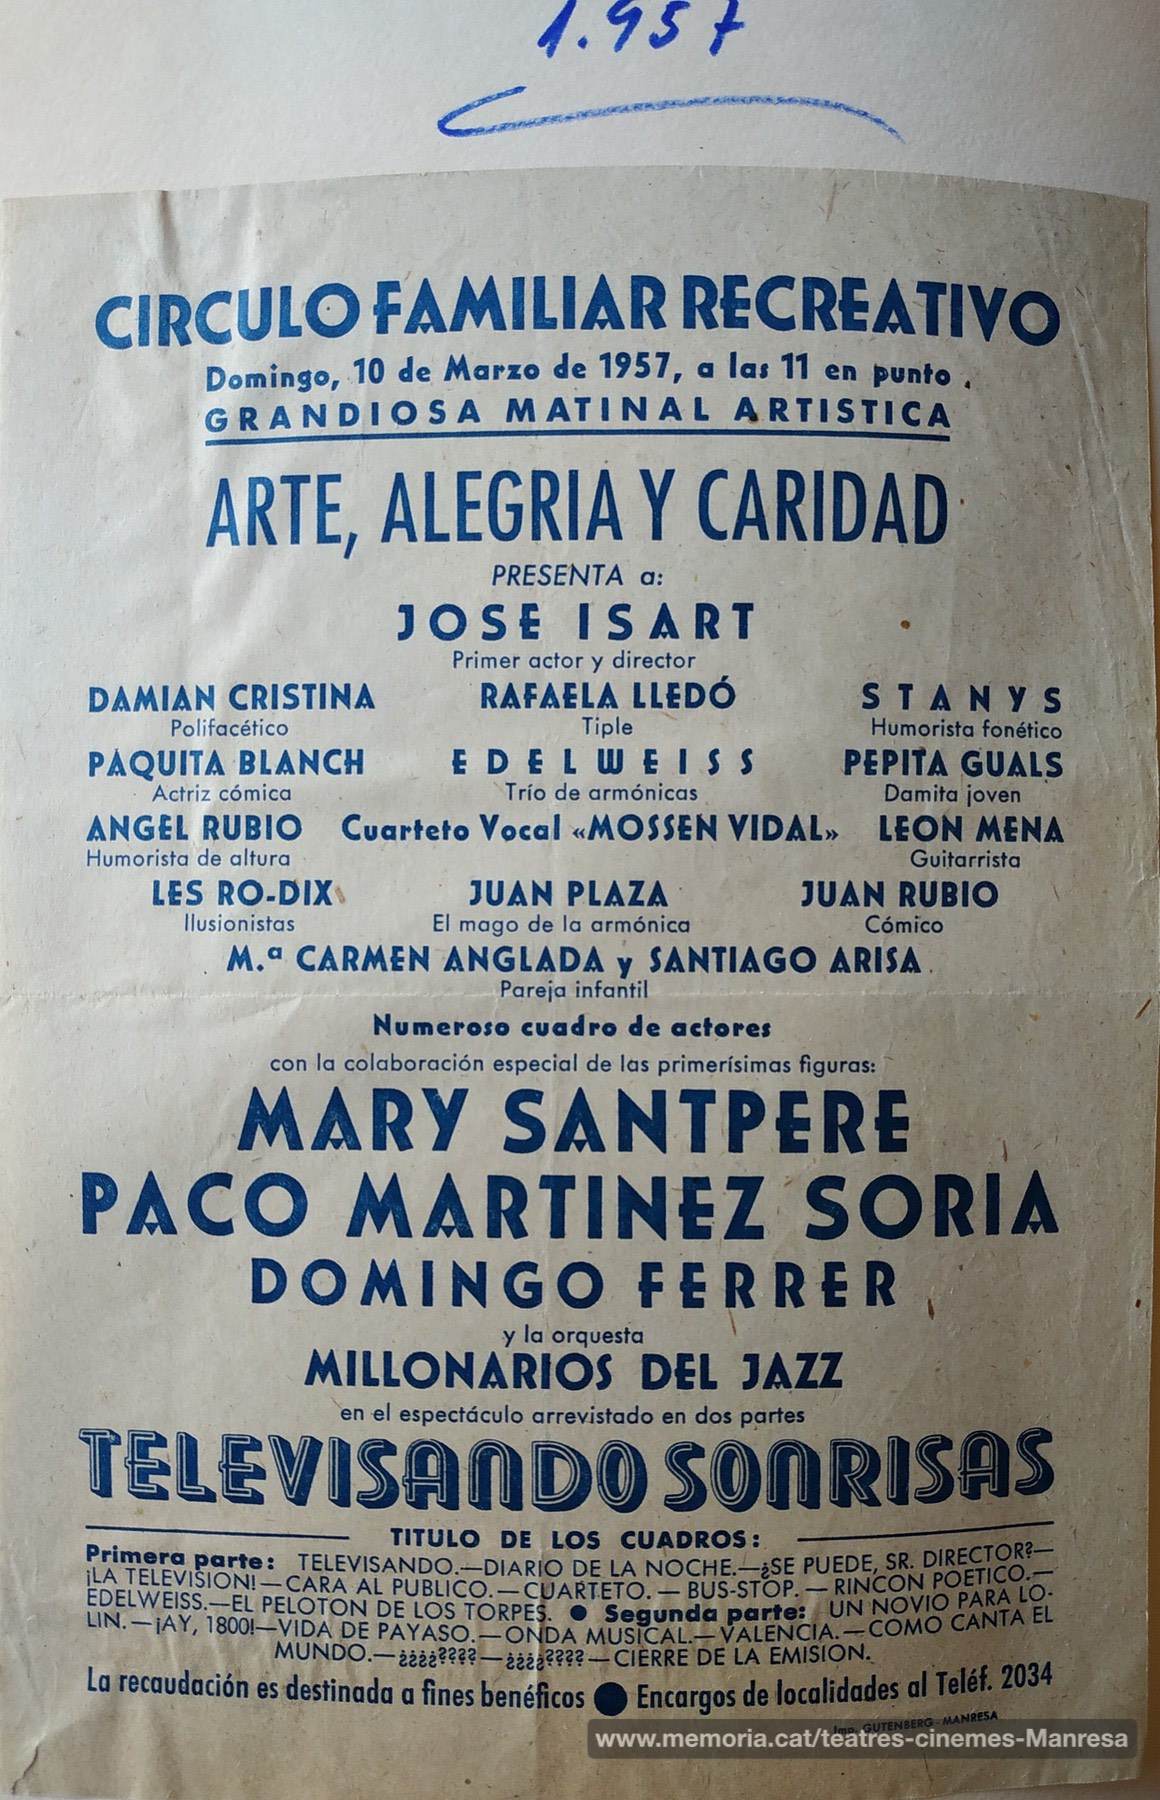 1.957
CIRCULO FAMILIAR RECREATIVO
Domingo, 10 de Marzo de 1957, a las 11 en punto.
GRANDIOSA MATINAL ARTISTICA
ARTE, ALEGRIA Y CARIDAD
PRESENTA a:
JOSE ISART
Primer actor y director
DAMIAN CRISTINA RAFAELA LLEDÓ STANYS
Polifacético Tiple Humorista fonético
PAQUITA BLANCH EDELWEISS PEPITA GUALS
Actriz cómica Trío de armónicas Damita joven
ANGEL RUBIO Cuarteto Vocal «MOSSEN VIDAL» LEON MENA
Humorista de altura Guitarrista
LES RO-DIX JUAN PLAZA JUAN RUBIO
Ilusionistas El mago de la armónica Cómico
M.ª CARMEN ANGLADA y SANTIAGO ARISA
Pareja infantil
Numeroso cuadro de actores
con la colaboración especial de las primerísimas figuras:
MARY SANTPERE
PACO MARTINEZ SORIA
DOMINGO FERRER
y la orquesta
MILLONARIOS DEL JAZZ
en el espectáculo arrevistado en dos partes
TELEVISANDO SONRISAS
TITULO DE LOS CUADROS:
Primera parte: TELEVISANDO.—DIARIO DE LA NOCHE.—¿SE PUEDE, SR. DIRECTOR?—
¡LA TELEVISION!—CARA AL PUBLICO.—CUARTETO.—BUS-STOP.—RINCON POETICO.—
EDELWEISS.—EL PELOTON DE LOS TORPES. ● Segunda parte: UN NOVIO PARA LO-
LIN.—¡AY, 1800!—VIDA DE PAYASO.—ONDA MUSICAL.—VALENCIA.—COMO CANTA EL
MUNDO.—¿¿¿¿????—¿¿¿¿????—CIERRE DE LA EMISION.
La recaudación es destinada a fines benéficos ● Encargos de localidades al Teléf. 2034
Imp. GUTENBERG - MANRESA
www.memoria.cat/teatres-cinemes-Manresa